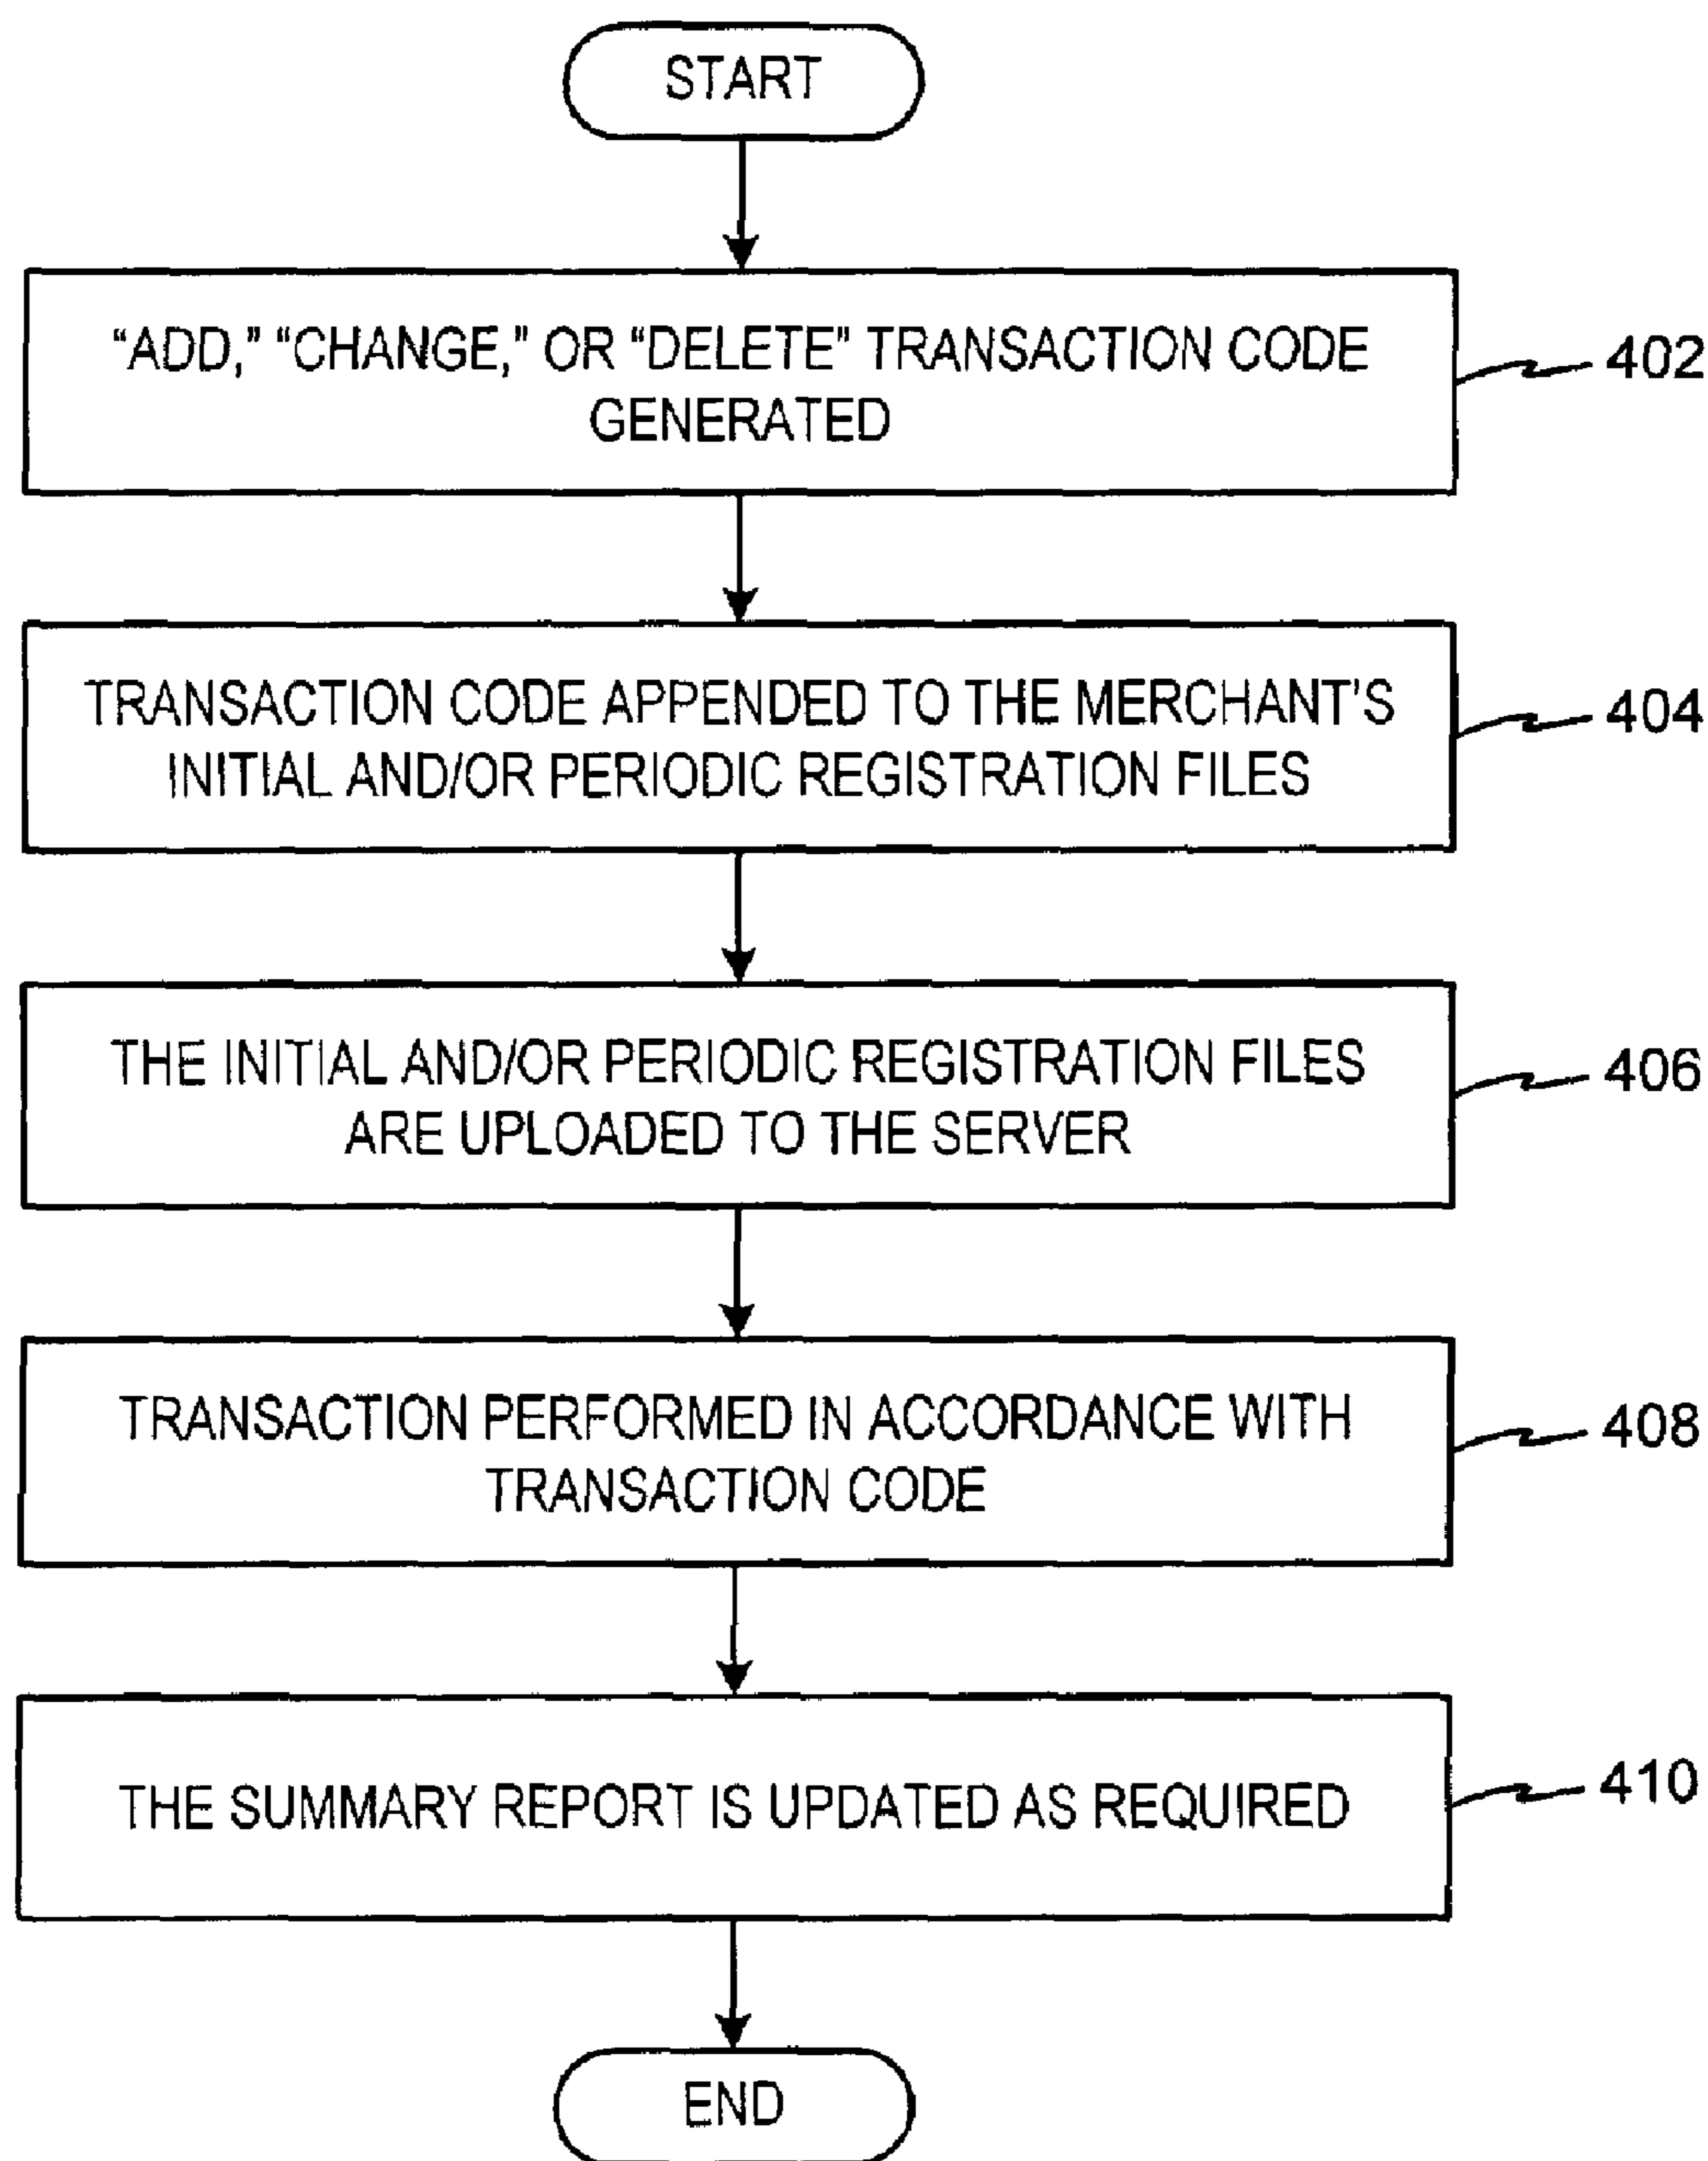 START
“ADD,” “CHANGE,” OR “DELETE” TRANSACTION CODE
GENERATED
402
TRANSACTION CODE APPENDED TO THE MERCHANT’S
INITIAL AND/OR PERIODIC REGISTRATION FILES
404
THE INITIAL AND/OR PERIODIC REGISTRATION FILES
ARE UPLOADED TO THE SERVER
406
TRANSACTION PERFORMED IN ACCORDANCE WITH
TRANSACTION CODE
408
THE SUMMARY REPORT IS UPDATED AS REQUIRED
410
END